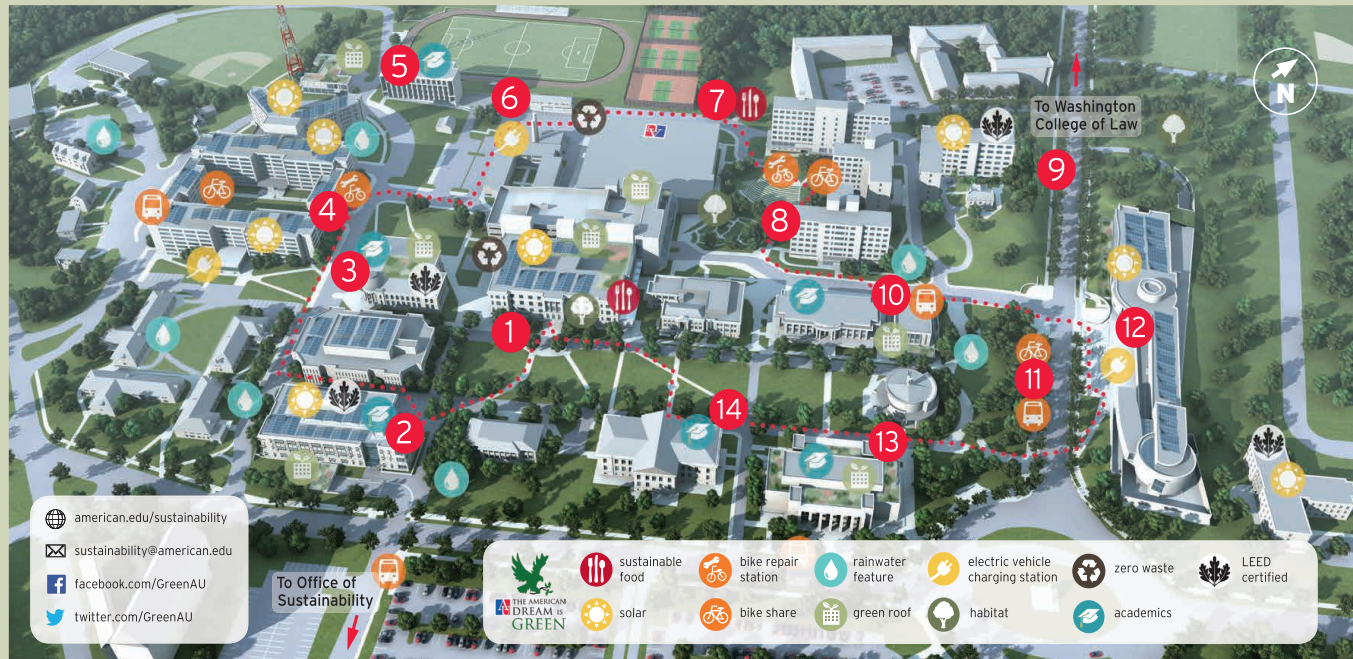 5
6
7
N
To Washington
College of Law
9
4
8
3
10
1
12
11
14
2
13
american.edu/sustainability
sustainability@american.edu
facebook.com/GreenAU
twitter.com/GreenAU
To Office of
Sustainability
THE AMERICAN
DREAM IS
GREEN
sustainable
food
bike repair
station
rainwater
feature
electric vehicle
charging station
zero waste
LEED
certified
solar
bike share
green roof
habitat
academics